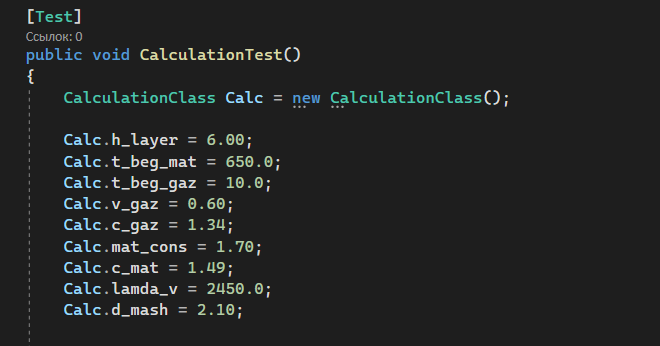 [Test]
Ссылок: 0
public void CalculationTest()
{
CalculationClass Calc = new CalculationClass();
Calc.h_layer = 6.00;
Calc.t_beg_mat = 650.0;
Calc.t_beg_gaz = 10.0;
Calc.v_gaz = 0.60;
Calc.c_gaz = 1.34;
Calc.mat_cons = 1.70;
Calc.c_mat = 1.49;
Calc.lamda_v = 2450.0;
Calc.d_mash = 2.10;